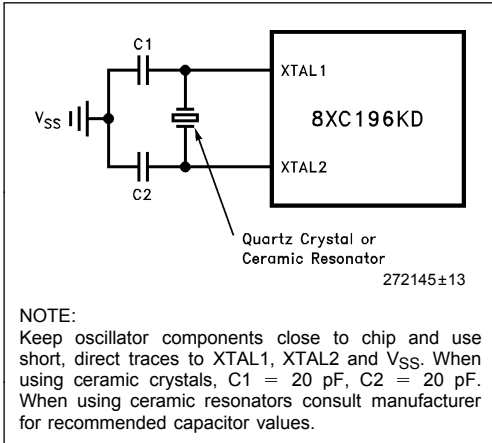 C1
XTAL1
8XC196KD
VSS
XTAL2
C2
Quartz Crystal or
Ceramic Resonator
272145±13
NOTE:
Keep oscillator components close to chip and use
short, direct traces to XTAL1, XTAL2 and VSS. When
using ceramic crystals, C1 = 20 pF, C2 = 20 pF.
When using ceramic resonators consult manufacturer
for recommended capacitor values.